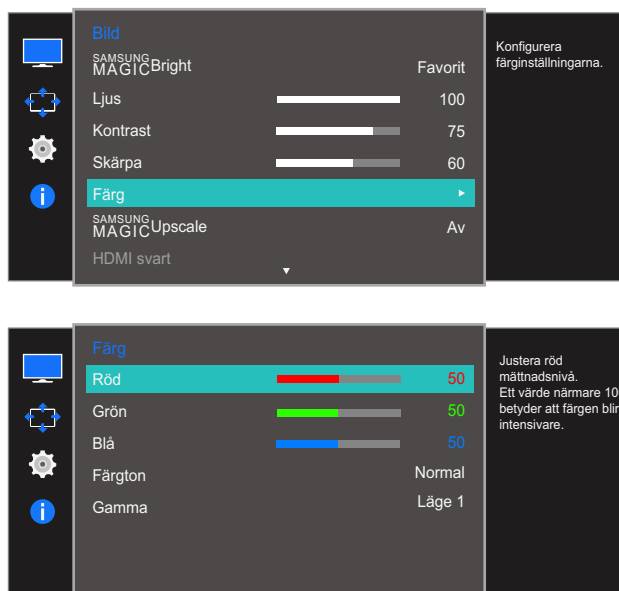 Bild
SAMSUNG
MAGICBright Favorit
Ljus 100
Kontrast 75
Skärpa 60
Färg
SAMSUNG
MAGICUpscale Av
HDMI svart
Konfigurera
färginställningarna.
Färg
Röd 50
Grön 50
Blå 50
Färgton Normal
Gamma Läge 1
Justera röd
mättnadsnivå.
Ett värde närmare 10
betyder att färgen blir
intensivare.